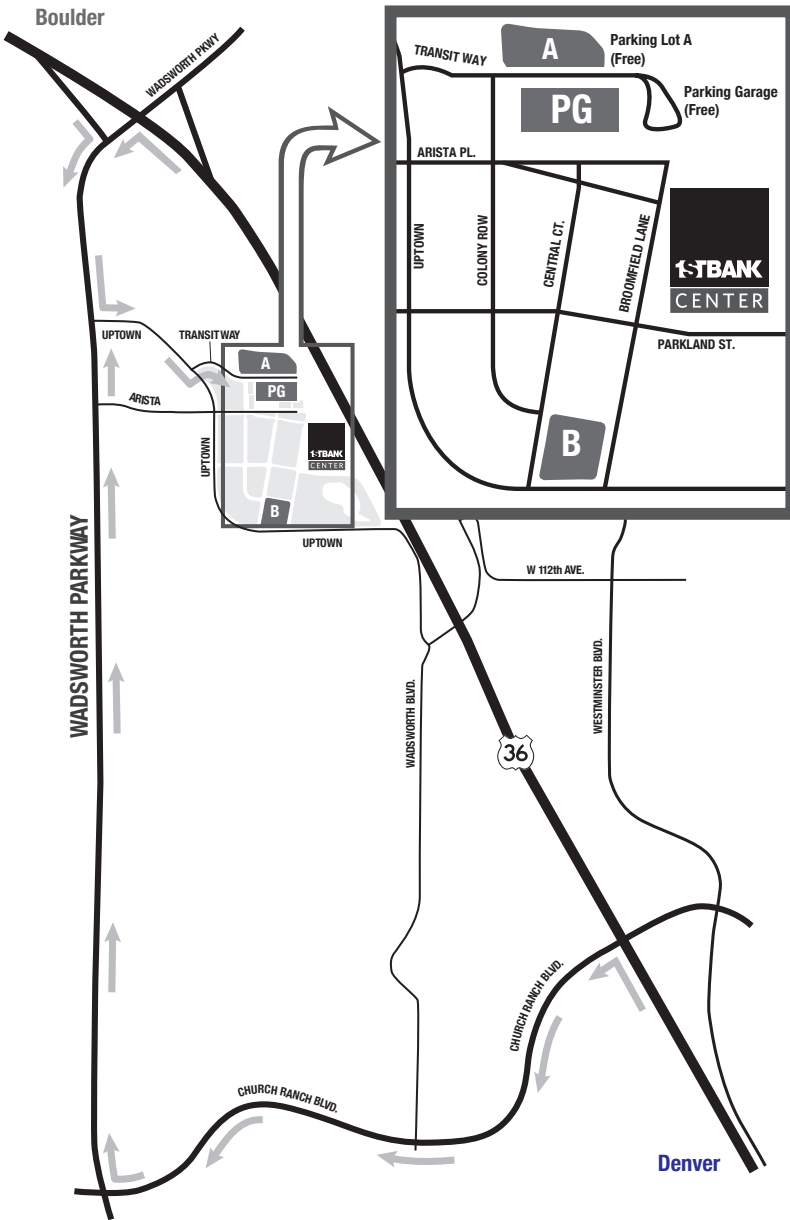 Boulder
WADSWORTH PKWY
TRANSIT WAY
A
Parking Lot A
(Free)
PG
Parking Garage
(Free)
ARISTA PL.
UPTOWN
COLONY ROW
CENTRAL CT.
BROOMFIELD LANE
1STBANK
CENTER
PARKLAND ST.
B
UPTOWN
TRANSIT WAY
A
PG
ARISTA
UPTOWN
1STBANK
CENTER
B
UPTOWN
W 112th AVE.
WADSWORTH PARKWAY
WADSWORTH BLVD.
WESTMINSTER BLVD.
36
CHURCH RANCH BLVD.
CHURCH RANCH BLVD.
Denver